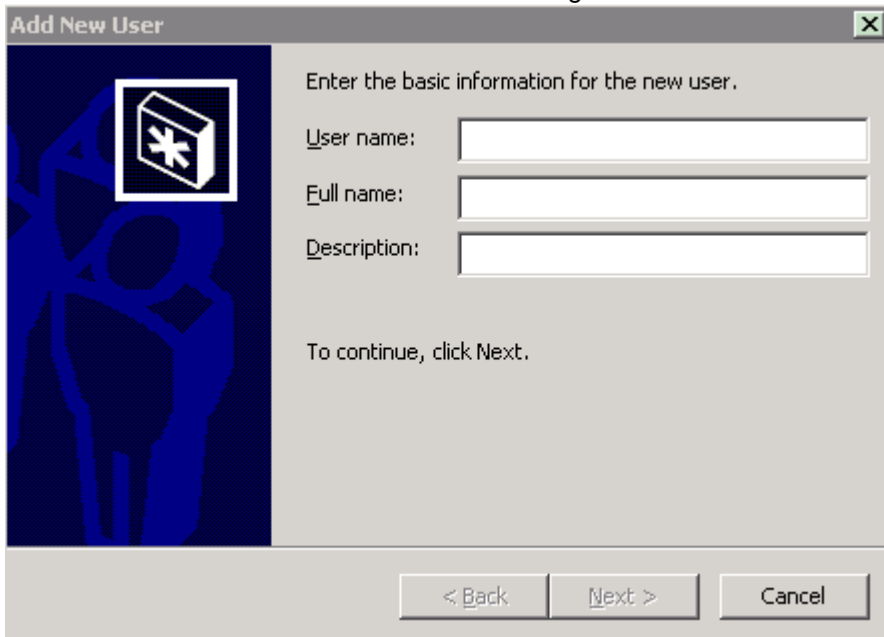 Add New User
Enter the basic information for the new user.
User name:
Full name:
Description:
To continue, click Next.
< Back
Next >
Cancel